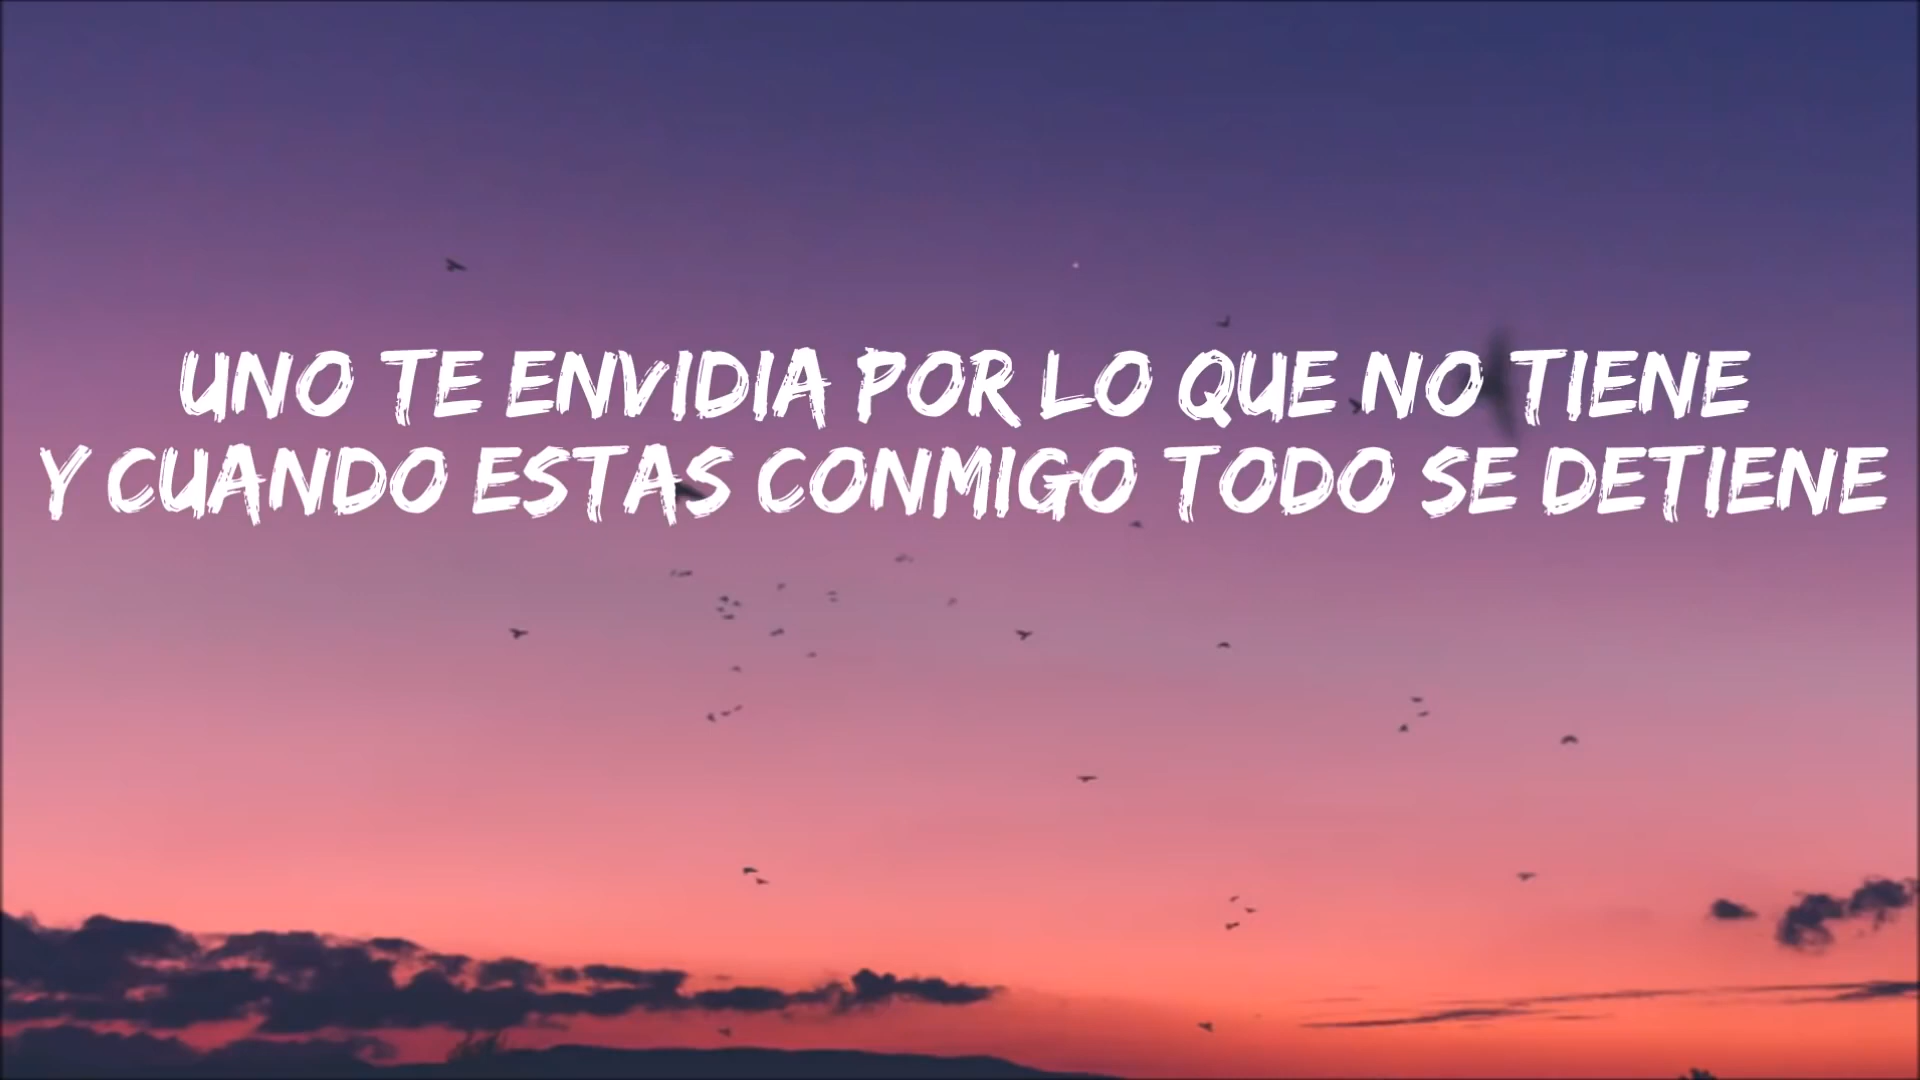 UNO TE ENVIDIA POR LO QUE NO TIENE
Y CUANDO ESTAS CONMIGO TODO SE DETIENE